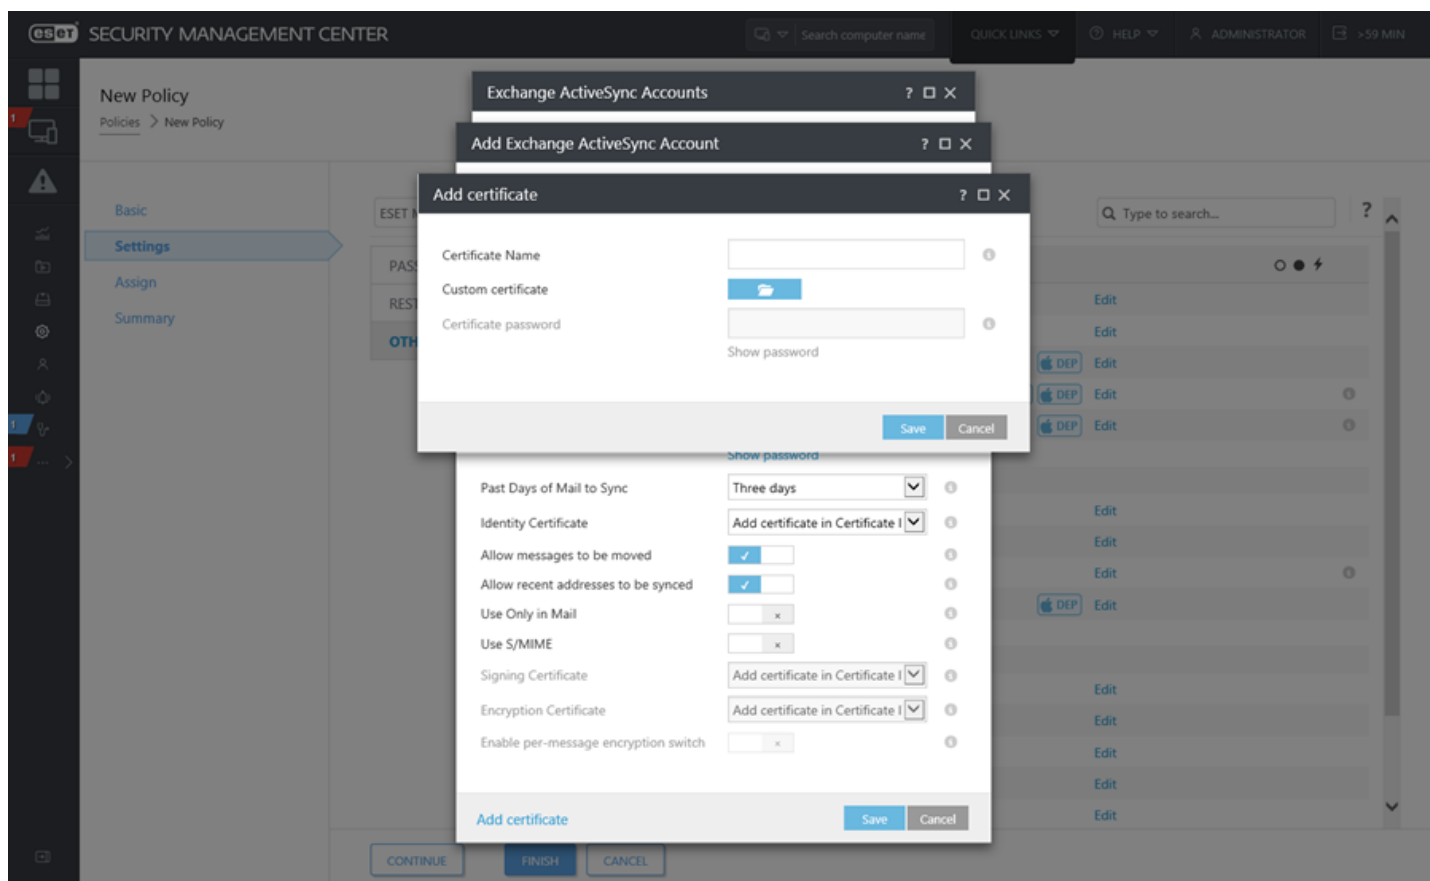 eseT SECURITY MANAGEMENT CENTER
Search computer name
QUICK LINKS
HELP
ADMINISTRATOR
>59 MIN
New Policy
Policies > New Policy
1
1
1
...
Basic
Settings
Assign
Summary
Exchange ActiveSync Accounts
?
Add Exchange ActiveSync Account
?
Add certificate
?
Certificate Name
Custom certificate
Certificate password
Show password
Save
Cancel
Type to search...
?
Edit
Edit
DEP Edit
DEP Edit
DEP Edit
Edit
Edit
Edit
DEP Edit
Edit
Edit
Edit
Edit
Edit
ESET
OTH
Show password
Past Days of Mail to Sync Three days
Identity Certificate Add certificate in Certificate
Allow messages to be moved
Allow recent addresses to be synced
Use Only in Mail
Use S/MIME
Signing Certificate Add certificate in Certificate
Encryption Certificate Add certificate in Certificate
Enable per-message encryption switch
Add certificate
Save
Cancel
CONTINUE
FINISH
CANCEL